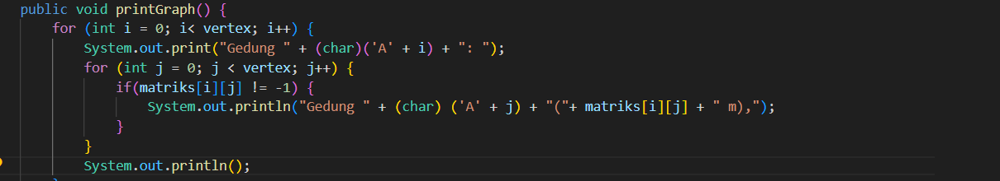 public void printGraph() {
    for (int i = 0; i< vertex; i++) {
        System.out.print("Gedung " + (char)('A' + i) + ": ");
        for (int j = 0; j < vertex; j++) {
            if(matriks[i][j] != -1) {
                System.out.println("Gedung " + (char) ('A' + j) + "("+ matriks[i][j] + " m),");
            }
        }
        System.out.println();